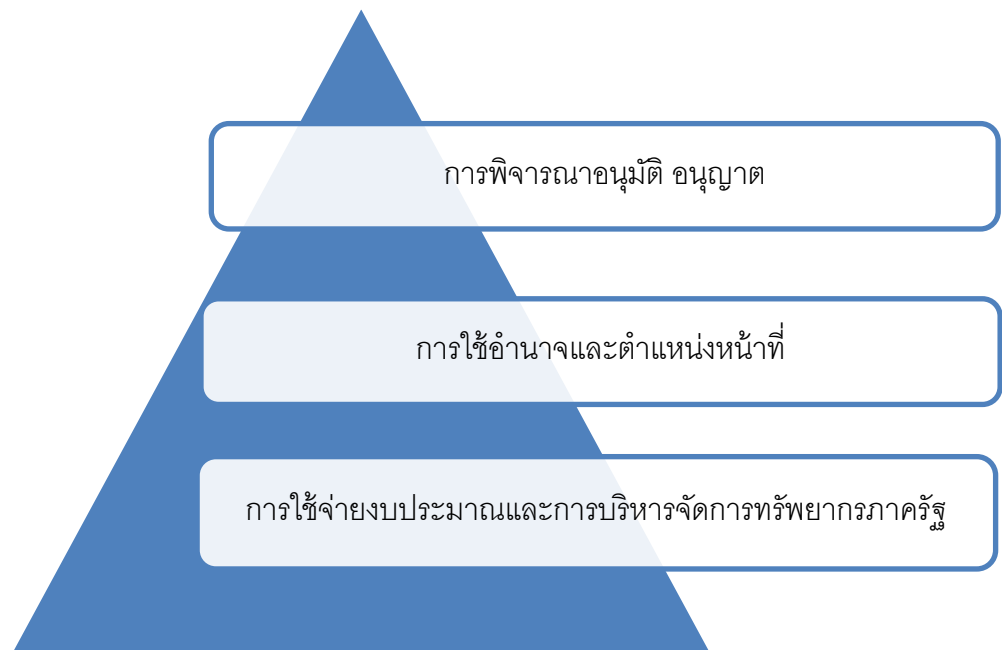 การพิจารณาอนุมัติ อนุญาต
การใช้อำนาจและตำแหน่งหน้าที่
การใช้จ่ายงบประมาณและการบริหารจัดการทรัพยากรภาครัฐ